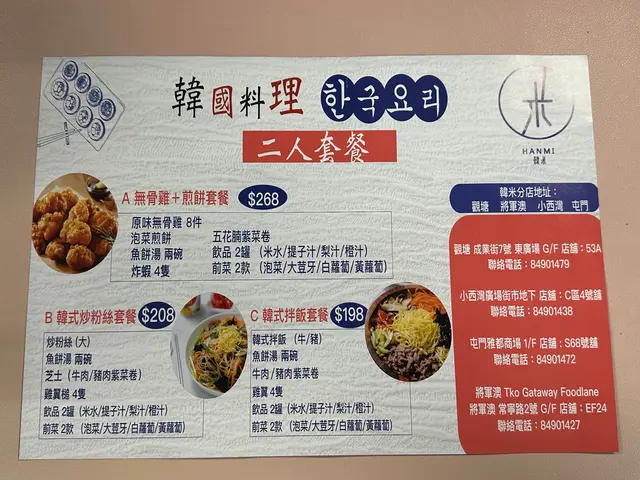 韓國料理 한국요리
二人套餐
HANMI
韓米
A 無骨雞+煎餅套餐 $268
原味無骨雞 8件
泡菜煎餅 五花腩紫菜卷
魚餅湯 兩碗 飲品 2罐 (米水/提子汁/梨汁/橙汁)
炸蝦 4隻 前菜 2款 (泡菜/大荳牙/白蘿蔔/黃蘿蔔)
B 韓式炒粉絲套餐 $208
炒粉絲 (大)
魚餅湯 兩碗
芝士 (牛肉/豬肉紫菜卷
雞翼槌 4隻
飲品 2罐 (米水/提子汁/梨汁/橙汁)
前菜 2款 (泡菜/大荳牙/白蘿蔔/黃蘿蔔)
C 韓式拌飯套餐 $198
韓式拌飯 (牛/豬)
魚餅湯 兩碗
牛肉/豬肉紫菜卷
雞翼 4隻
飲品 2罐 (米水/提子汁/梨汁/橙汁)
前菜 2款 (泡菜/大荳牙/白蘿蔔/黃蘿蔔)
韓米分店地址:
觀塘 將軍澳 小西灣 屯門
觀塘 成業街7號 東廣場 G/F 店舖:53A
聯絡電話:84901479
小西灣廣場街市地下 店舖:C區4號舖
聯絡電話:84901438
屯門雅都商場 1/F 店舖:S68號舖
聯絡電話:84901472
將軍澳 Tko Gataway Foodlane
將軍澳 常寧路2號 G/F 店舖:EF24
聯絡電話:84901427